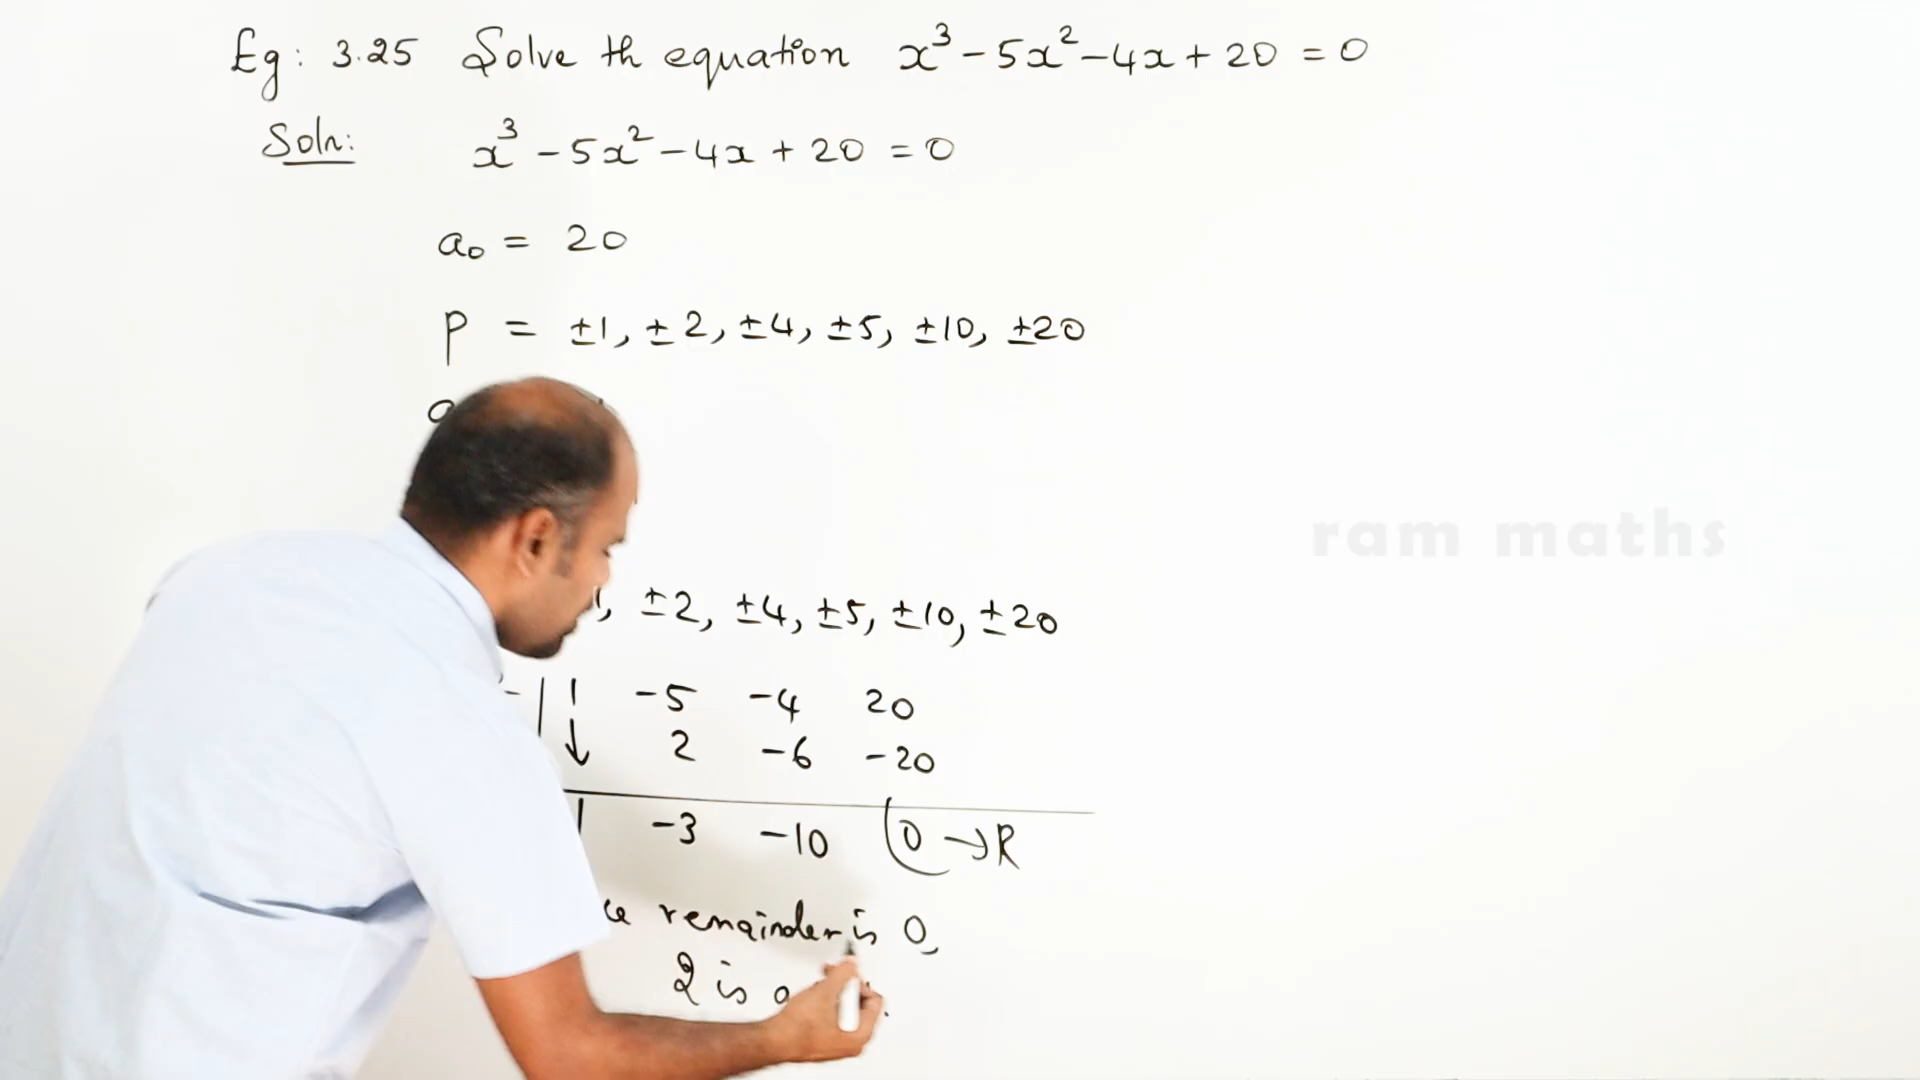 Eg: 3.25 Solve th equation x³ - 5x² - 4x + 20 = 0
Soln: x³ - 5x² - 4x + 20 = 0
a₀ = 20
p = ±1, ±2, ±4, ±5, ±10, ±20
ram maths
, ±2, ±4, ±5, ±10, ±20
1 -5 -4 20
2 -6 -20
1 -3 -10 0 → R
remainder is 0,
2 is a